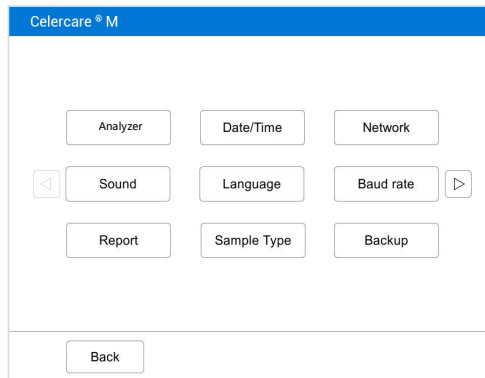 Celercare ® M
Analyzer Date/Time Network
Sound Language Baud rate
Report Sample Type Backup
Back